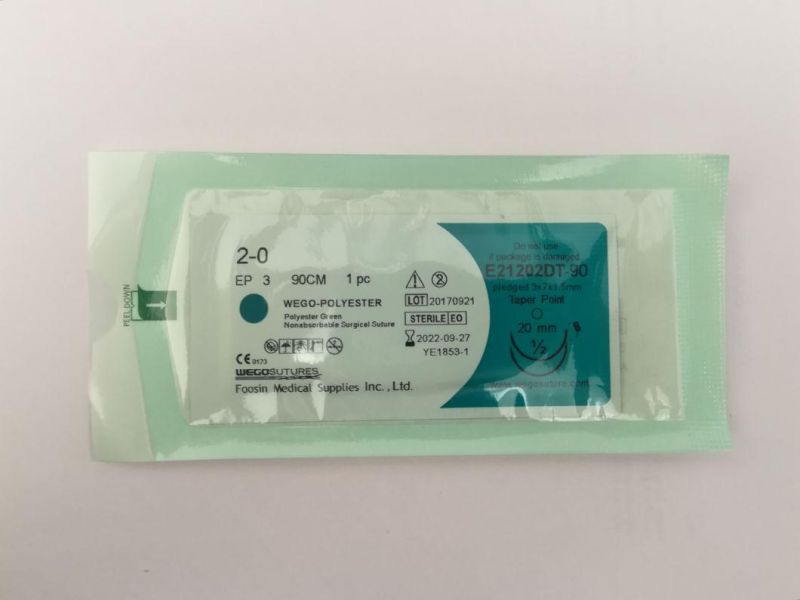 PEEL DOWN
2-0
EP 3 90CM 1 pc
WEGO-POLYESTER
Polyester Green
Nonabsorbable Surgical Suture
CE 0173
WEGOSUTURES
Foosin Medical Supplies Inc., Ltd.
2
LOT 20170921
STERILE EO
2022-09-27
YE1853-1
Do not use
if package is damaged
E21202DT-90
pledged 3x7x1.5mm
Taper Point
20 mm
1/2
www.wegosuture.com